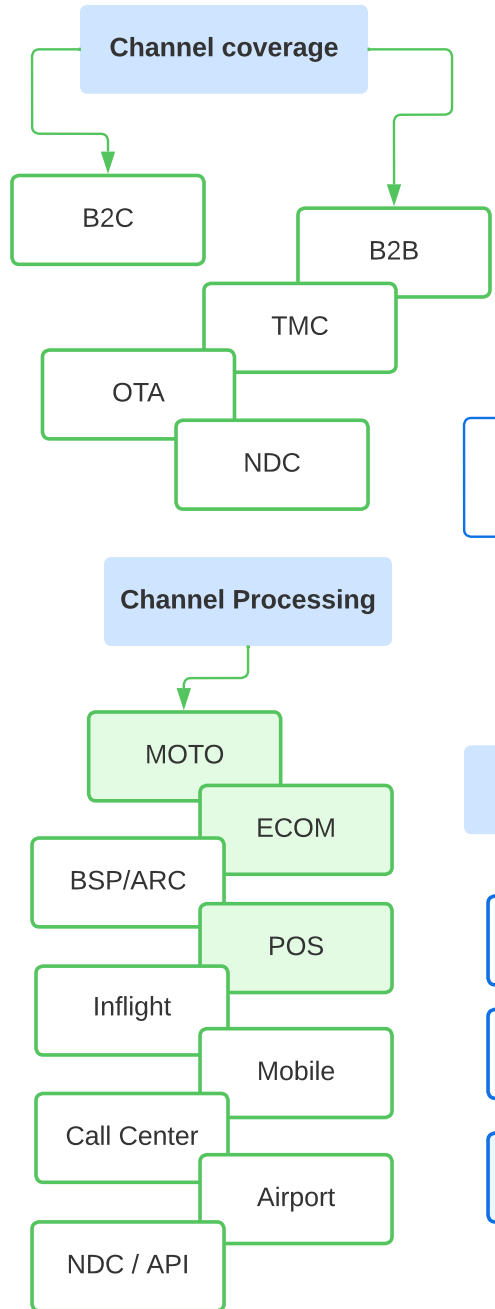 Channel coverage
B2C
B2B
TMC
OTA
NDC
Channel Processing
MOTO
ECOM
BSP/ARC
POS
Inflight
Mobile
Call Center
Airport
NDC / API